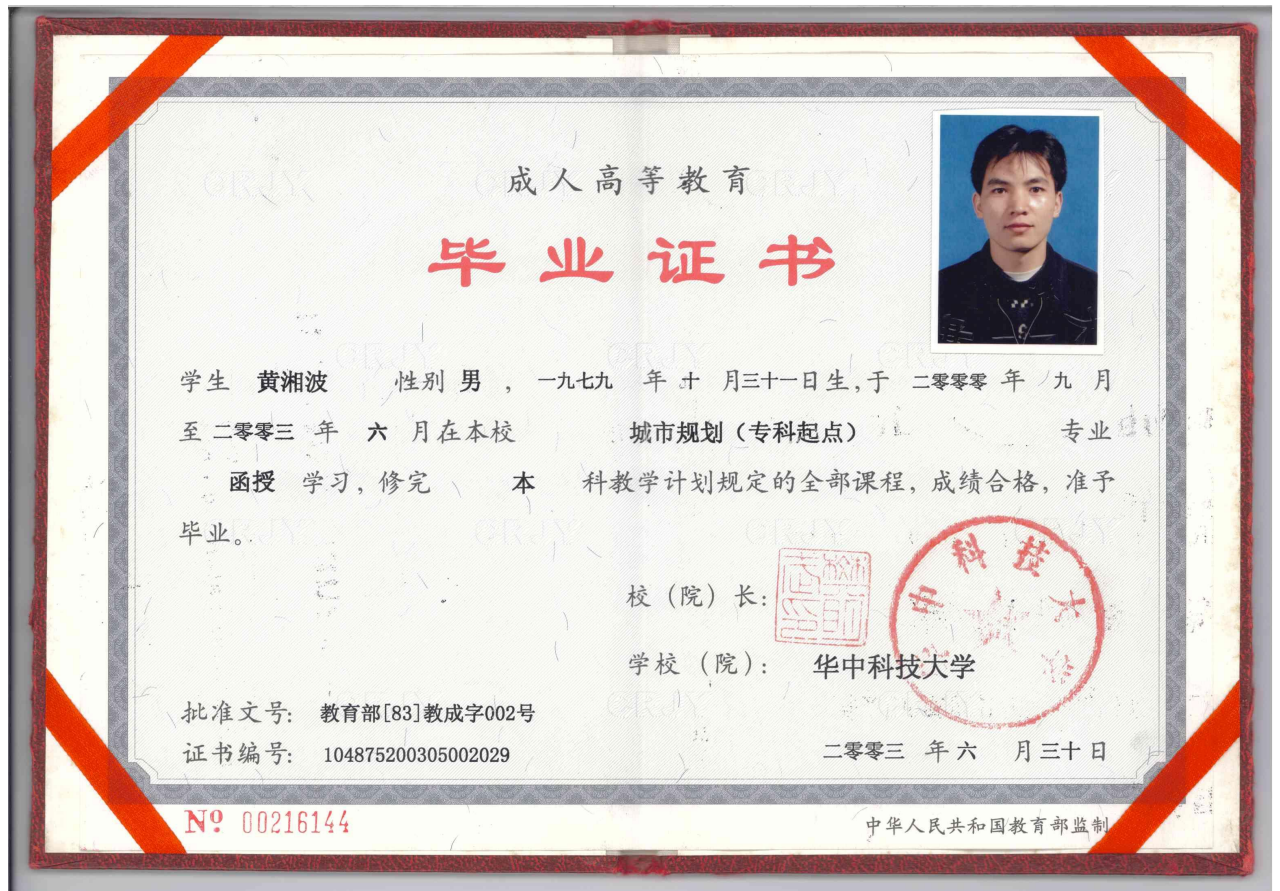 成人高等教育
毕业证书
学生 黄湘波 性别 男 , 一九七九 年 十 月三十一日生,于 二零零零 年 九 月
至 二零零三 年 六 月在本校 城市规划（专科起点） 专业
函授 学习, 修完 本 科教学计划规定的全部课程, 成绩合格, 准予
毕业。
校（院）长:
学校（院）: 华中科技大学
批准文号: 教育部[83]教成字002号
证书编号: 104875200305002029
二零零三 年 六 月 三十 日
Nº 00216144
中华人民共和国教育部监制